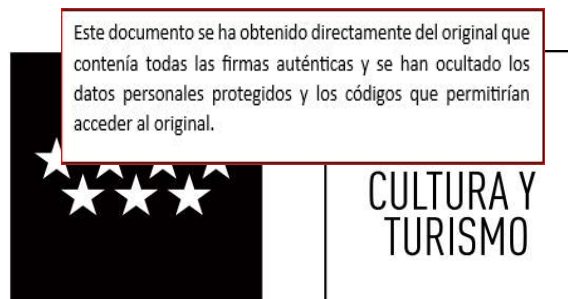 Este documento se ha obtenido directamente del original que
contenía todas las firmas auténticas y se han ocultado los
datos personales protegidos y los códigos que permitirían
acceder al original.
CULTURA Y
TURISMO